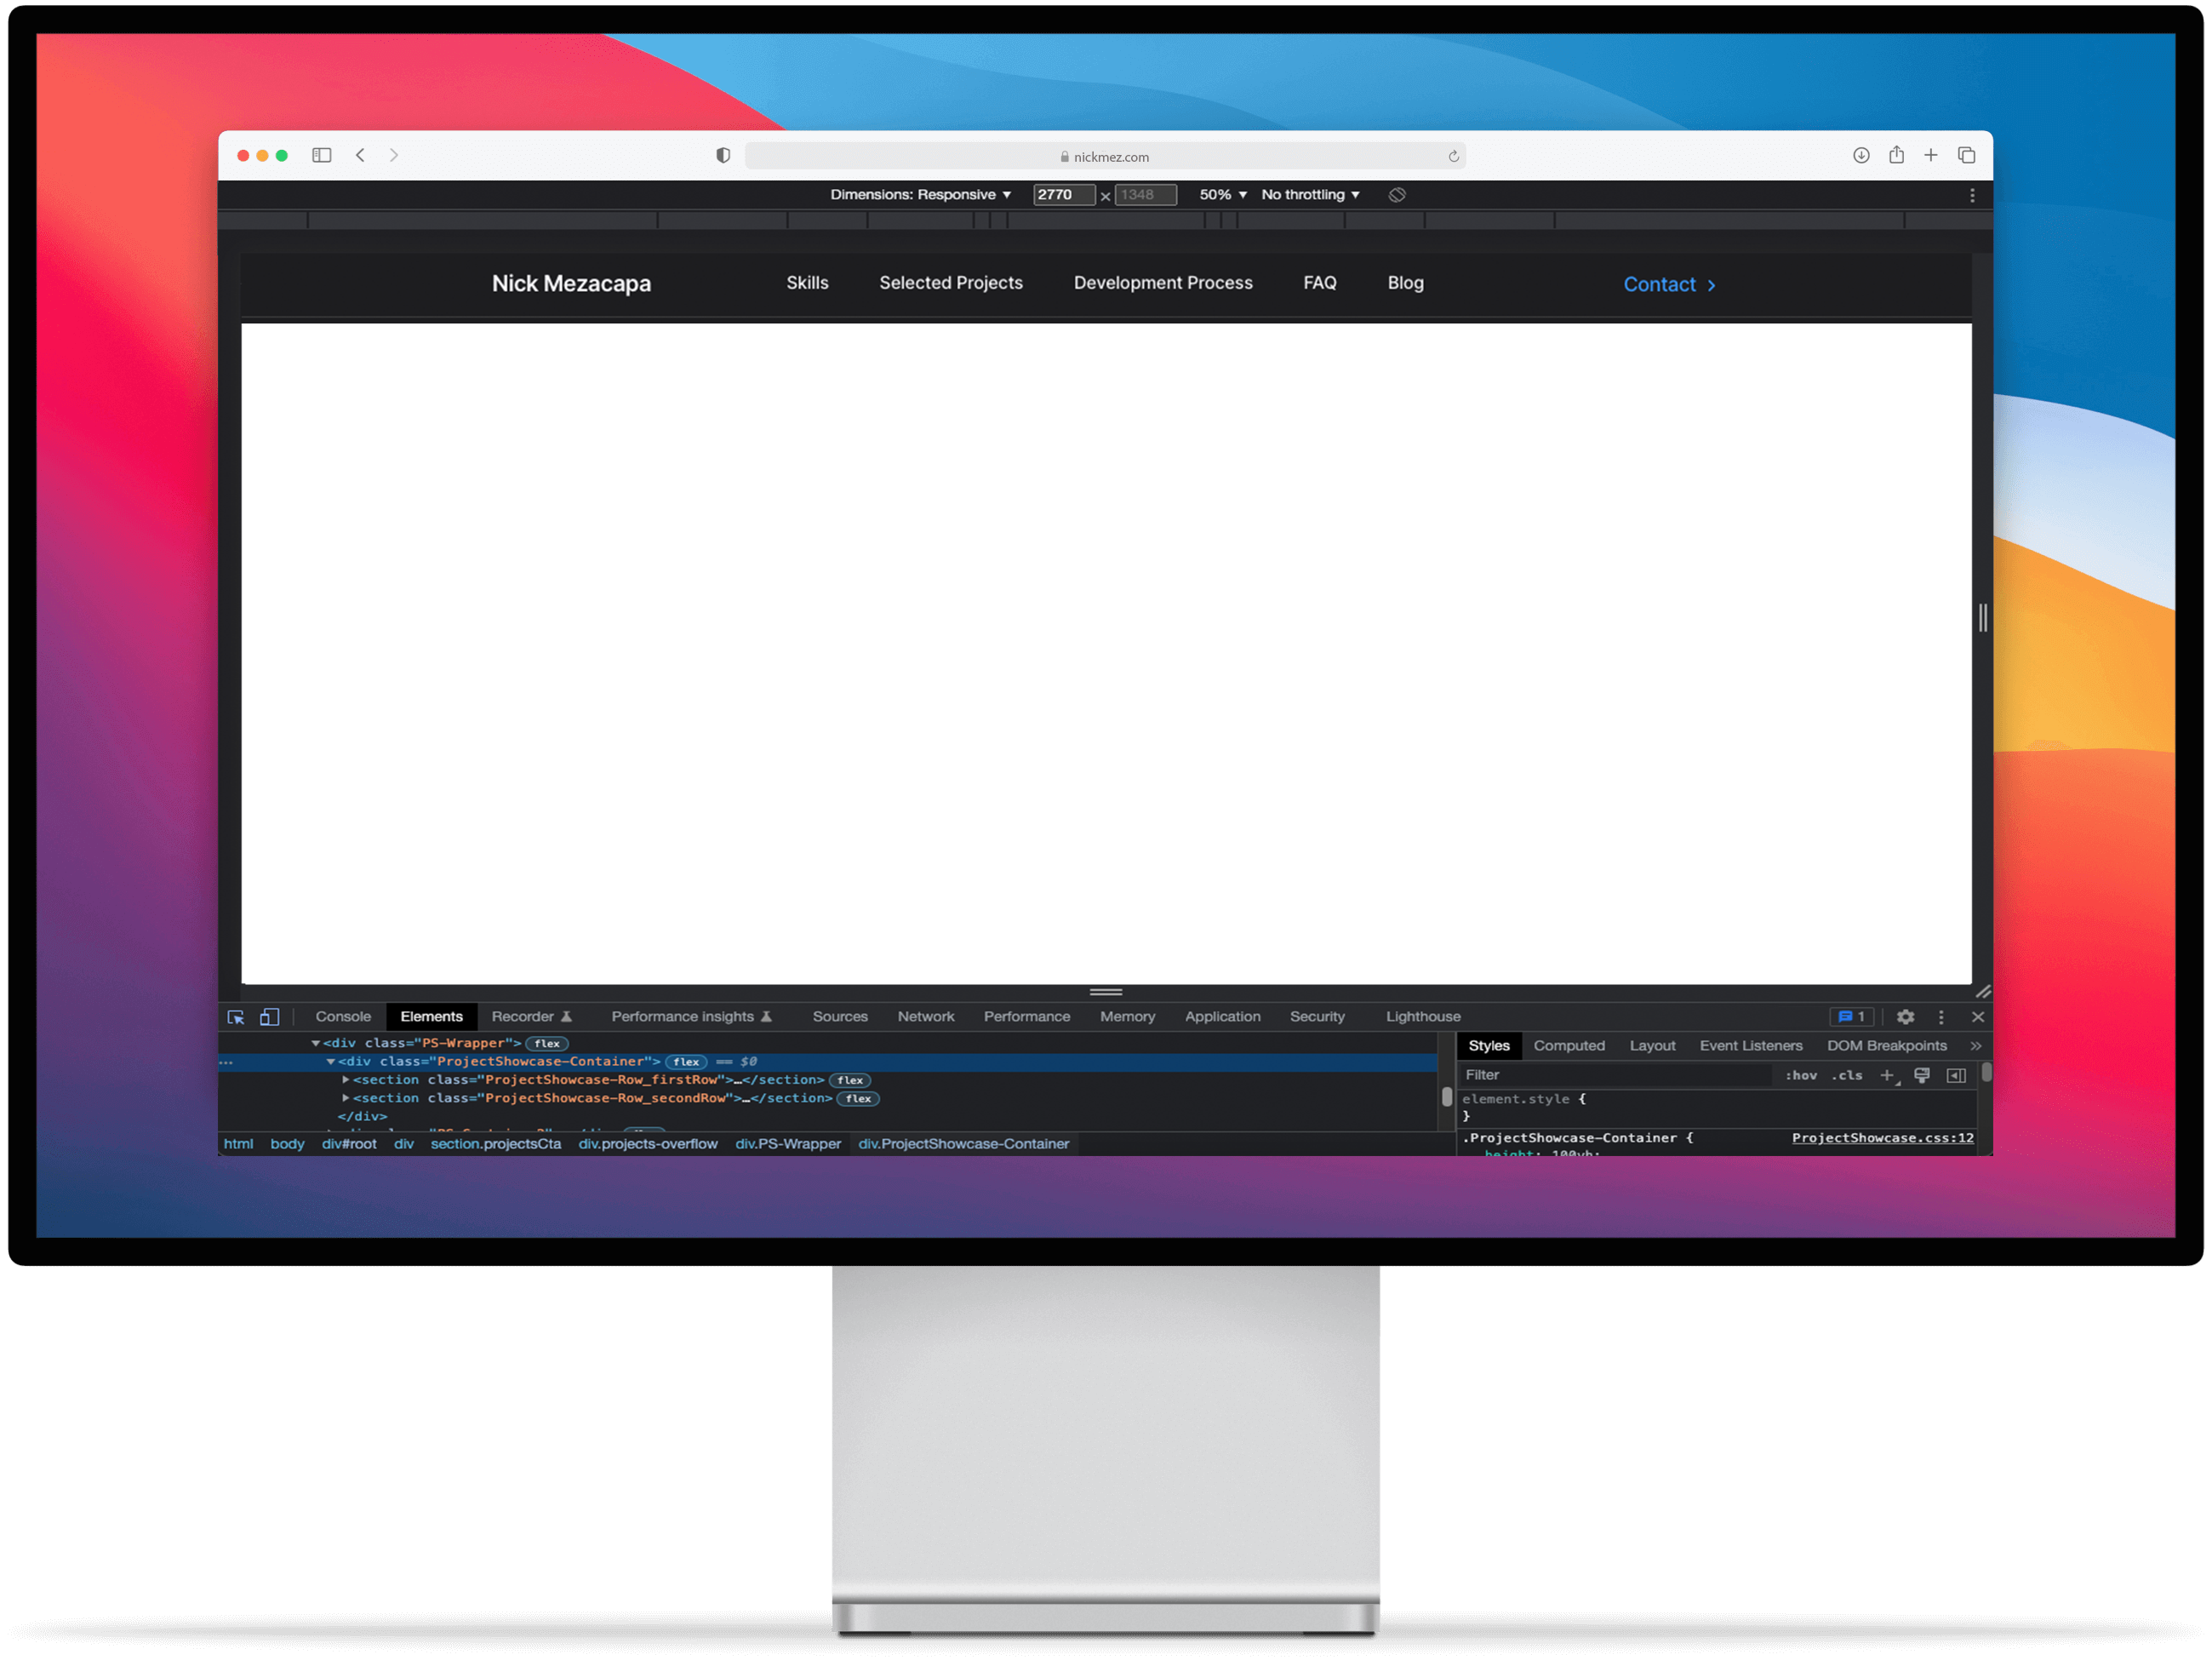 nickmez.com
Dimensions: Responsive ▼ 2770 × 1348 50% ▼ No throttling ▼
Nick Mezacapa Skills Selected Projects Development Process FAQ Blog Contact >
Console Elements Recorder Performance insights Sources Network Performance Memory Application Security Lighthouse 1
▼<div class="PS-Wrapper"> flex
… ▼<div class="ProjectShowcase-Container"> flex == $0
▶<section class="ProjectShowcase-Row_firstRow">…</section> flex
▶<section class="ProjectShowcase-Row_secondRow">…</section> flex
</div>
html body div#root div section.projectsCta div.projects-overflow div.PS-Wrapper div.ProjectShowcase-Container
Styles Computed Layout Event Listeners DOM Breakpoints »
Filter :hov .cls +
element.style {
}
.ProjectShowcase-Container { ProjectShowcase.css:12
height: 100vh;